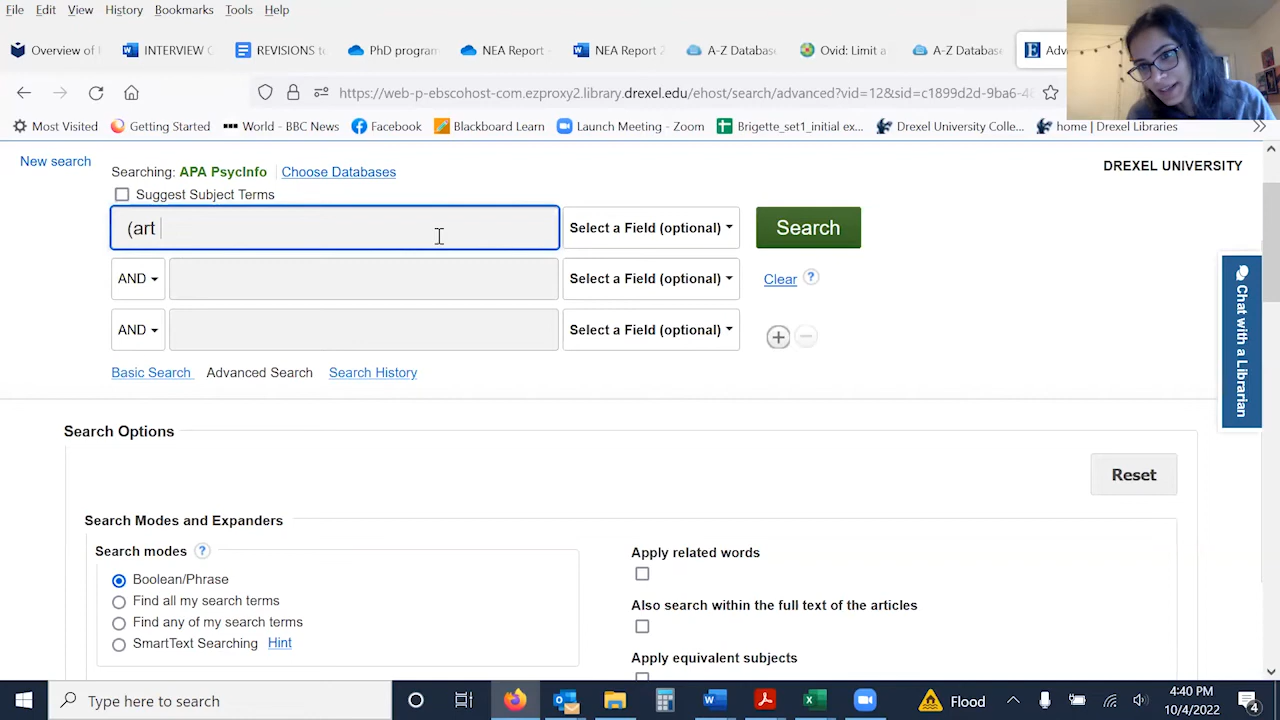 File Edit View History Bookmarks Tools Help
Overview of INTERVIEW REVISIONS PhD program NEA Report - NEA Report A-Z Databas Ovid: Limit a A-Z Databas Adv
https://web-p-ebscohost-com.ezproxy2.library.drexel.edu/ehost/search/advanced?vid=12&sid=c1899d2d-9ba6-4
Most Visited Getting Started World - BBC News Facebook Blackboard Learn Launch Meeting - Zoom Brigette_set1_initial ex... Drexel University Colle... home | Drexel Libraries
New search
Searching: APA PsycInfo Choose Databases
DREXEL UNIVERSITY
Suggest Subject Terms
(art Select a Field (optional) Search
AND Select a Field (optional) Clear ?
AND Select a Field (optional)
Basic Search Advanced Search Search History
Chat with a Librarian
Search Options
Reset
Search Modes and Expanders
Search modes ?
Boolean/Phrase
Find all my search terms
Find any of my search terms
SmartText Searching Hint
Apply related words
Also search within the full text of the articles
Apply equivalent subjects
Type here to search Flood 4:40 PM
10/4/2022 4